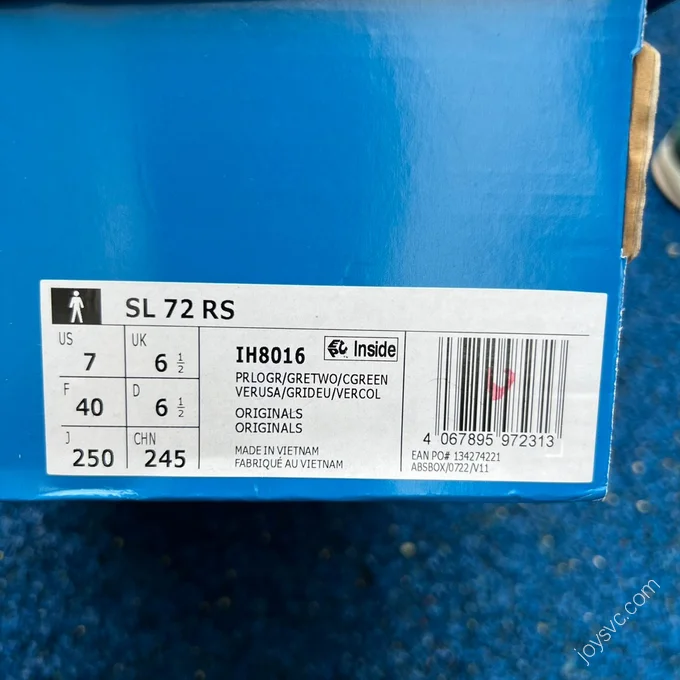 SL 72 RS
US
7
UK
6 1/2
F
40
D
6 1/2
J
250
CHN
245
IH8016
Inside
PRLOGR/GRETWO/CGREEN
VERUSA/GRIDEU/VERCOL
ORIGINALS
ORIGINALS
MADE IN VIETNAM
FABRIQUÉ AU VIETNAM
4 067895 972313
EAN PO# 134274221
ABSBOX/0722/V11
joysvc.com